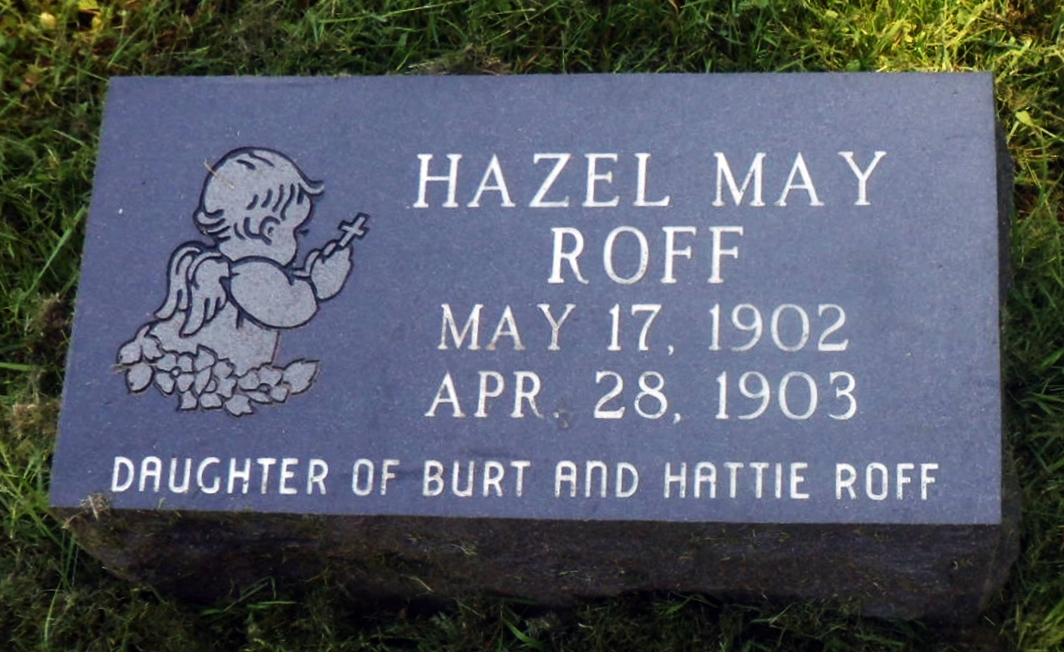 HAZEL MAY
ROFF
MAY 17, 1902
APR. 28, 1903
DAUGHTER OF BURT AND HATTIE ROFF